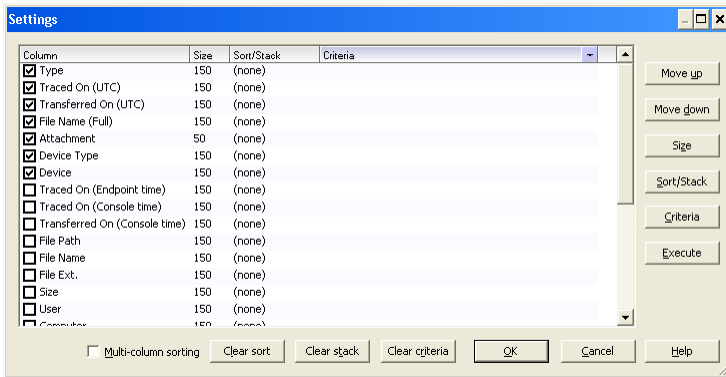 Settings
Column Size Sort/Stack Criteria
Type 150 (none)
Traced On (UTC) 150 (none)
Transferred On (UTC) 150 (none)
File Name (Full) 150 (none)
Attachment 50 (none)
Device Type 150 (none)
Device 150 (none)
Traced On (Endpoint time) 150 (none)
Traced On (Console time) 150 (none)
Transferred On (Console time) 150 (none)
File Path 150 (none)
File Name 150 (none)
File Ext. 150 (none)
Size 150 (none)
User 150 (none)
Computer 150 (none)
Move up
Move down
Size
Sort/Stack
Criteria
Execute
Multi-column sorting Clear sort Clear stack Clear criteria OK Cancel Help